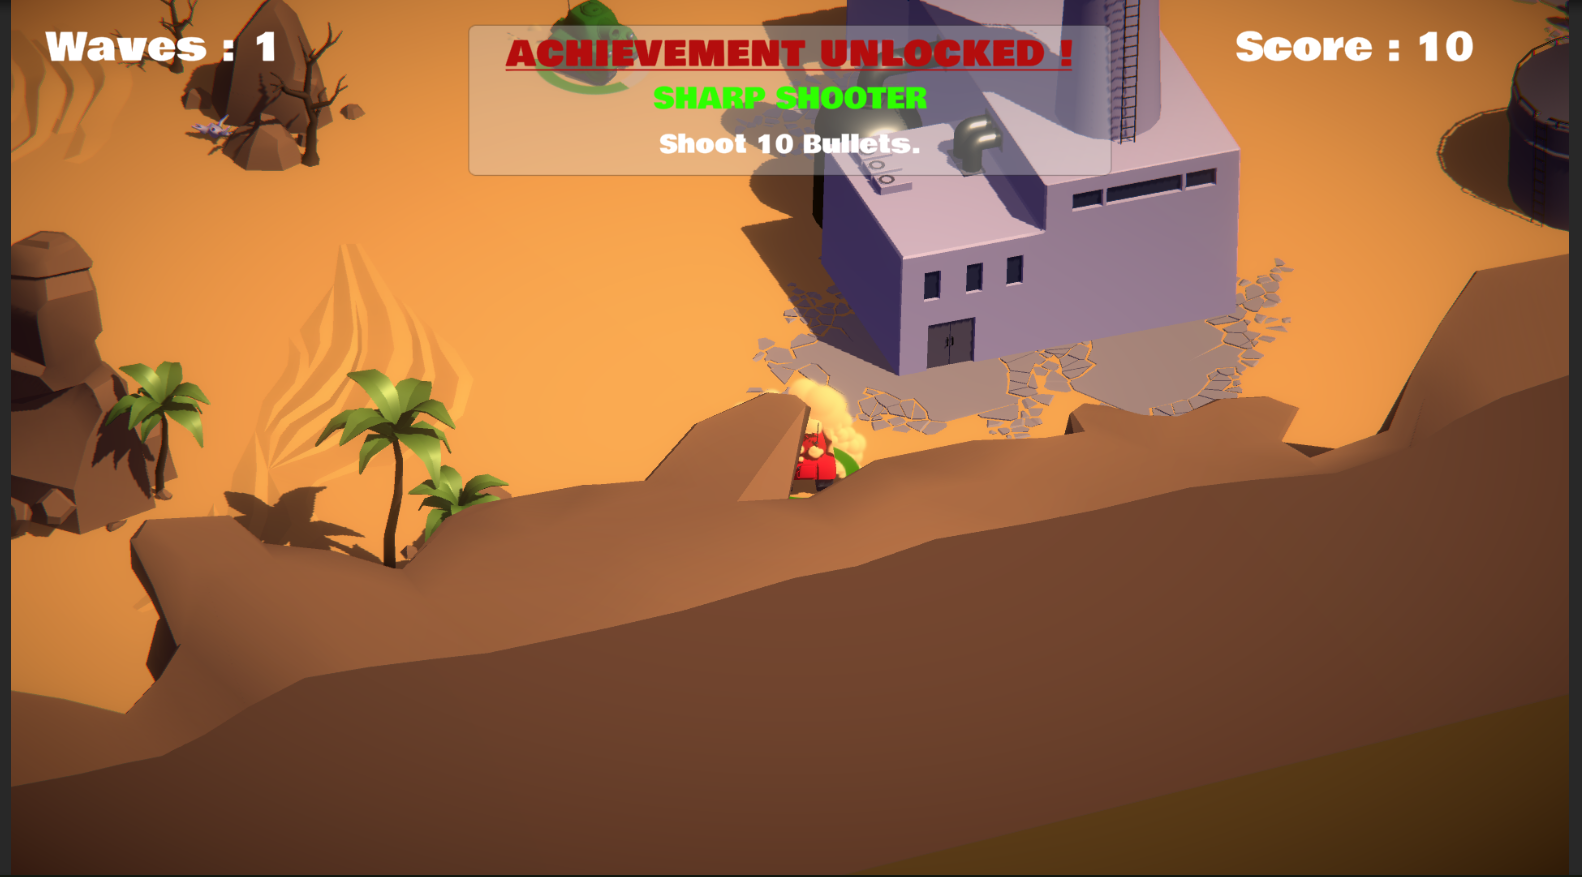 Waves : 1
ACHIEVEMENT UNLOCKED !
SHARP SHOOTER
Shoot 10 Bullets.
Score : 10